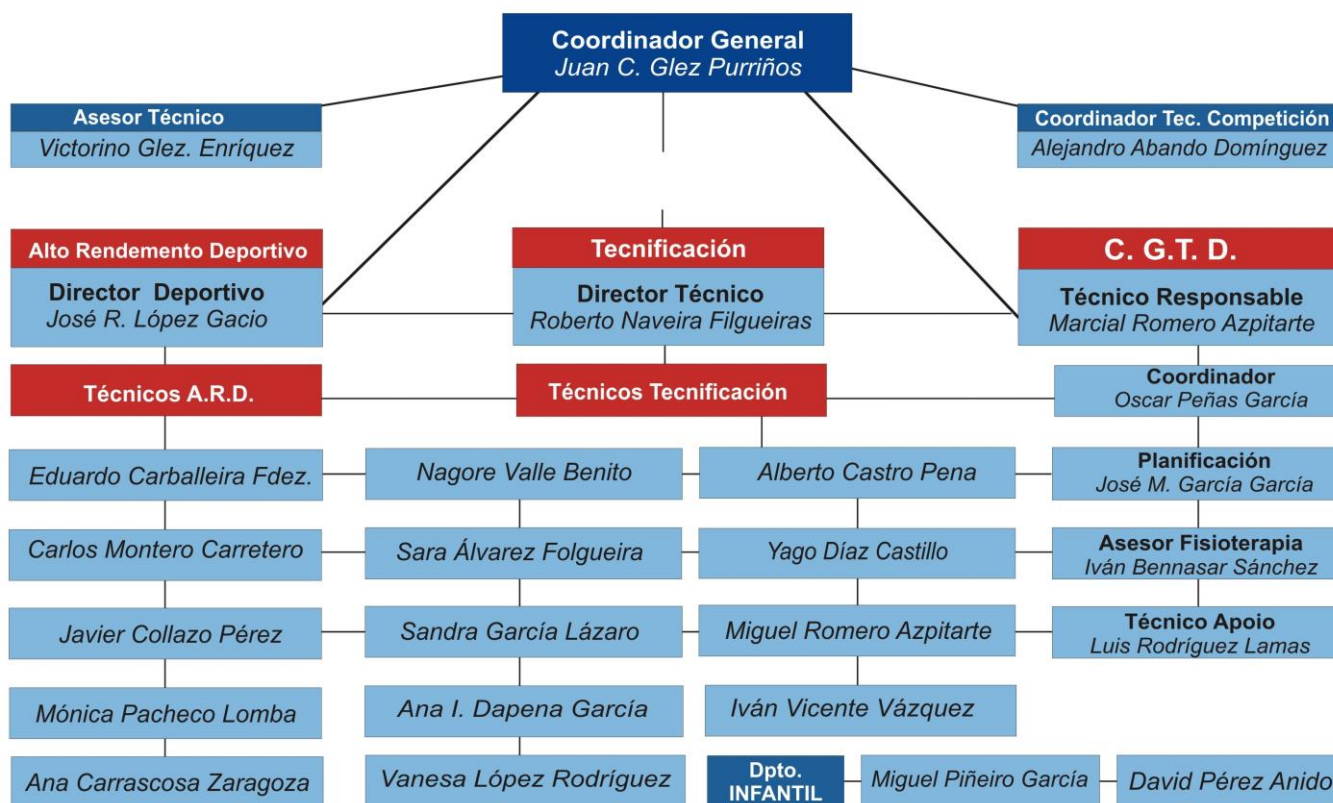 Coordinador General
Juan C. Glez Purriños
Asesor Técnico
Victorino Glez. Enríquez
Coordinador Tec. Competición
Alejandro Abando Domínguez
Alto Rendemento Deportivo
Director Deportivo
José R. López Gacio
Tecnificación
Director Técnico
Roberto Naveira Filgueiras
C. G.T. D.
Técnico Responsable
Marcial Romero Azpitarte
Técnicos A.R.D.
Técnicos Tecnificación
Coordinador
Oscar Peñas García
Eduardo Carballeira Fdez.
Nagore Valle Benito
Alberto Castro Pena
Planificación
José M. García García
Carlos Montero Carretero
Sara Álvarez Folgueira
Yago Díaz Castillo
Asesor Fisioterapia
Iván Bennasar Sánchez
Javier Collazo Pérez
Sandra García Lázaro
Miguel Romero Azpitarte
Técnico Apoyo
Luis Rodríguez Lamas
Mónica Pacheco Lomba
Ana I. Dapena García
Iván Vicente Vázquez
Ana Carrascosa Zaragoza
Vanesa López Rodríguez
Dpto.
INFANTIL
Miguel Piñeiro García
David Pérez Anido